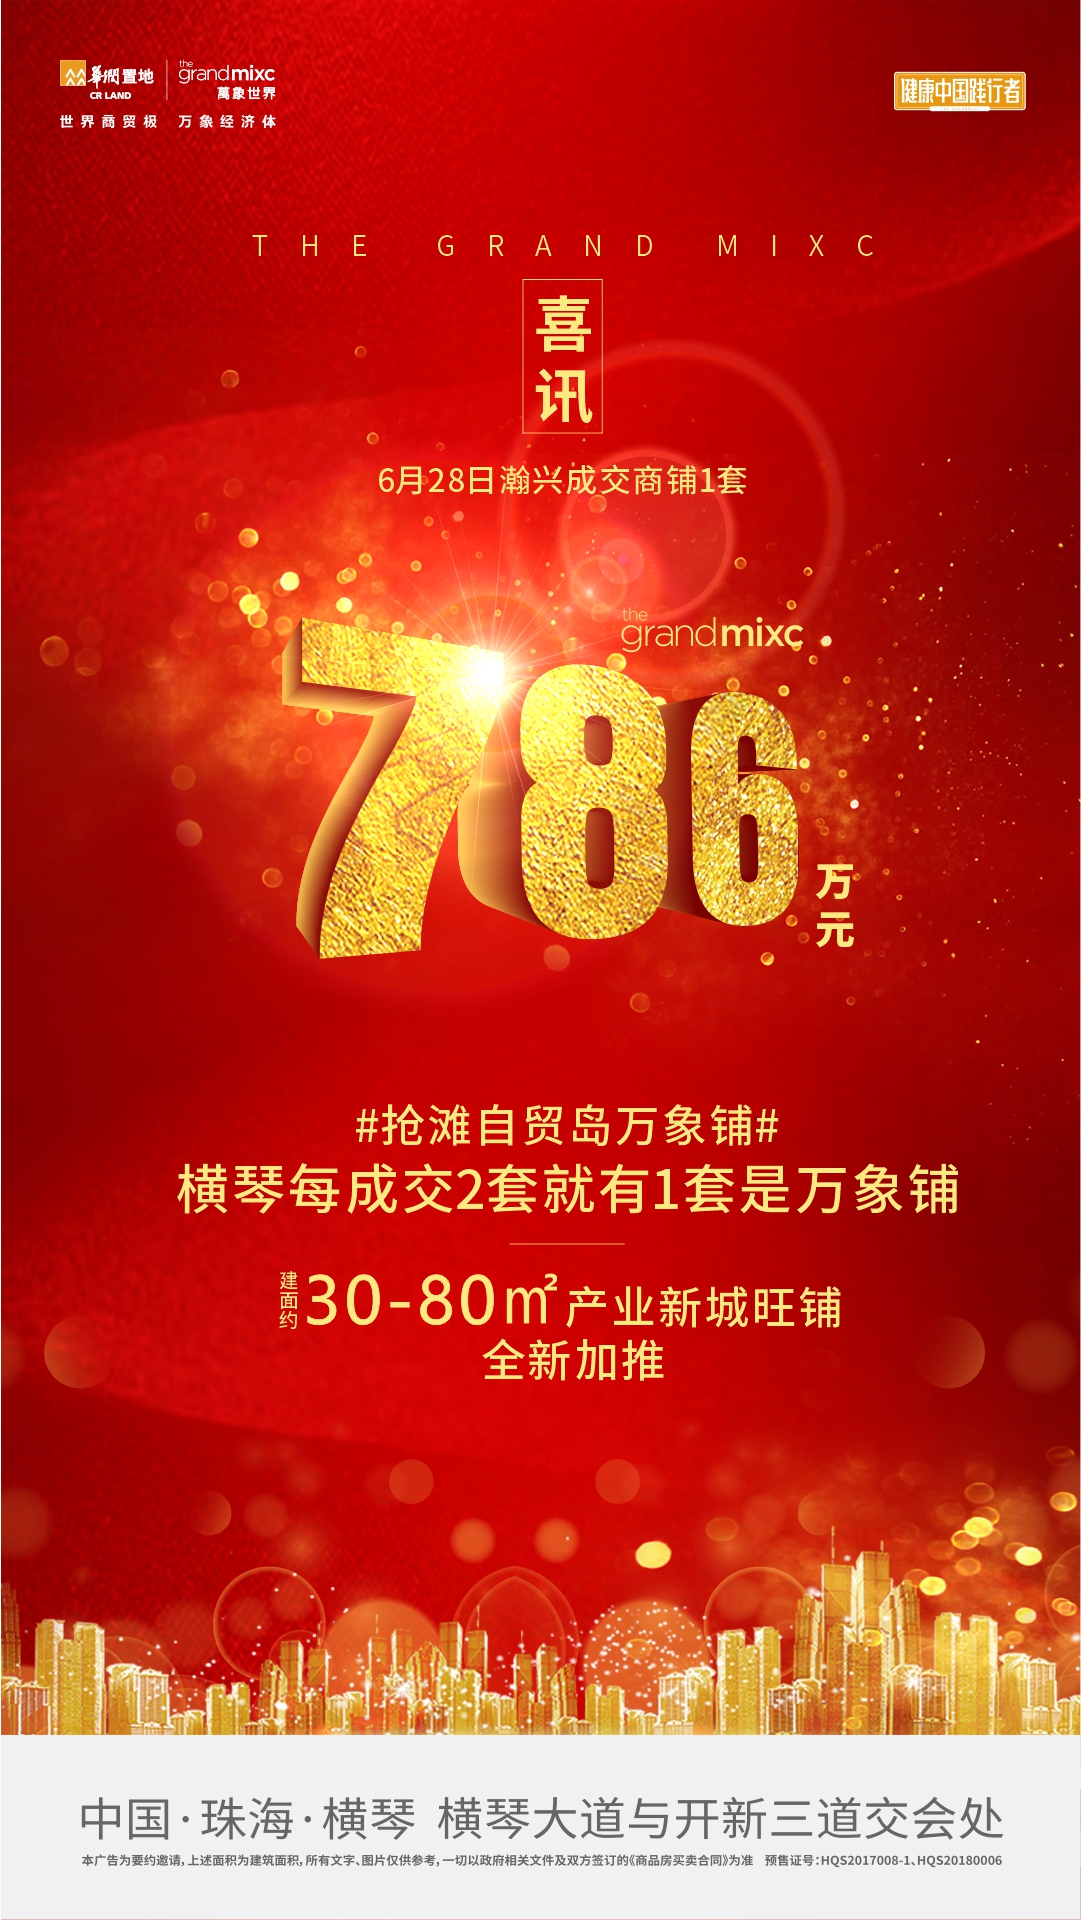 華潤置地
CR LAND
the
grandmixc
萬象世界
世界商贸极 万象经济体
健康中国践行者
THE GRAND MIXC
喜
讯
6月28日瀚兴成交商铺1套
the
grandmixc
786
万
元
#抢滩自贸岛万象铺#
横琴每成交2套就有1套是万象铺
建面约30-80㎡产业新城旺铺
全新加推
中国·珠海·横琴 横琴大道与开新三道交会处
本广告为要约邀请,上述面积为建筑面积,所有文字、图片仅供参考,一切以政府相关文件及双方签订的《商品房买卖合同》为准 预售证号:HQS2017008-1、HQS20180006